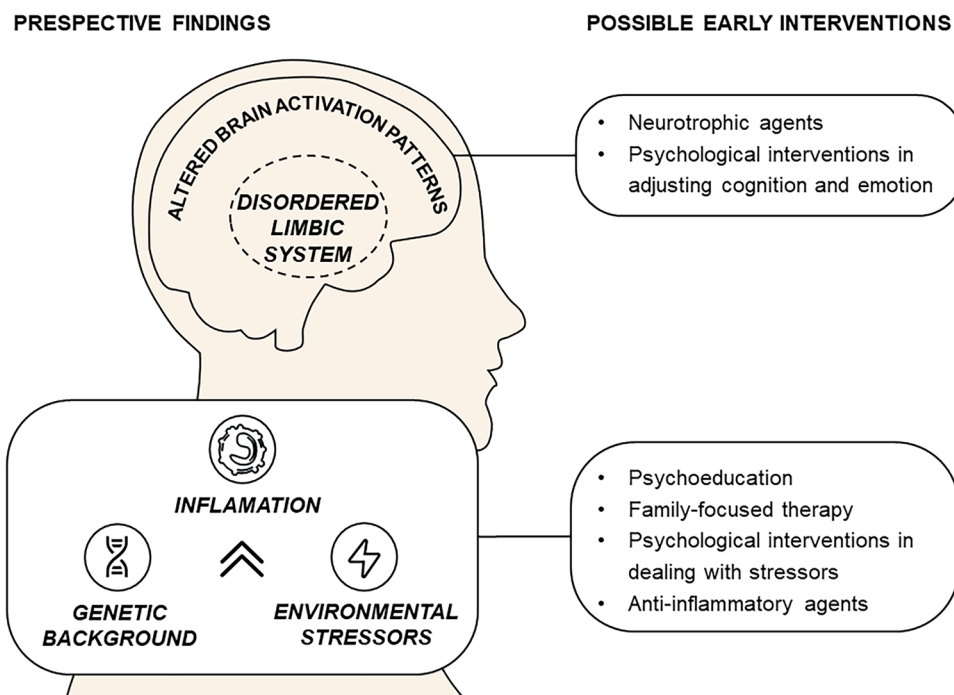 PRESPECTIVE FINDINGS
POSSIBLE EARLY INTERVENTIONS
ALTERED BRAIN ACTIVATION PATTERNS
DISORDERED
LIMBIC
SYSTEM
• Neurotrophic agents
• Psychological interventions in
adjusting cognition and emotion
INFLAMATION
GENETIC
BACKGROUND
ENVIRONMENTAL
STRESSORS
• Psychoeducation
• Family-focused therapy
• Psychological interventions in
dealing with stressors
• Anti-inflammatory agents